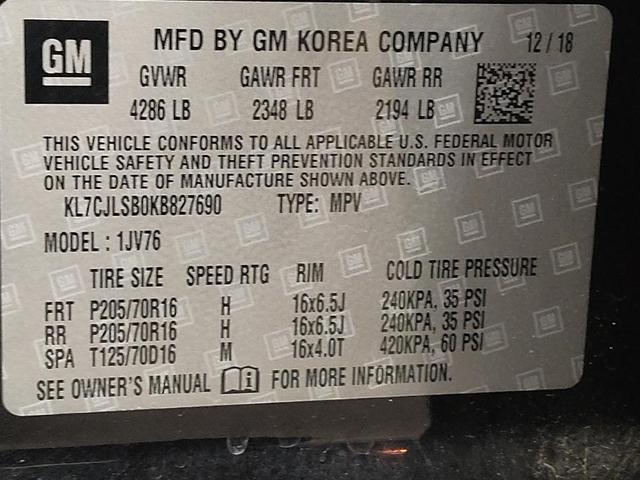 GM MFD BY GM KOREA COMPANY 12/18
GVWR GAWR FRT GAWR RR
4286 LB 2348 LB 2194 LB
THIS VEHICLE CONFORMS TO ALL APPLICABLE U.S. FEDERAL MOTOR
VEHICLE SAFETY AND THEFT PREVENTION STANDARDS IN EFFECT
ON THE DATE OF MANUFACTURE SHOWN ABOVE.
KL7CJLSB0KB827690 TYPE: MPV
MODEL : 1JV76
TIRE SIZE SPEED RTG RIM COLD TIRE PRESSURE
FRT P205/70R16 H 16x6.5J 240KPA, 35 PSI
RR P205/70R16 H 16x6.5J 240KPA, 35 PSI
SPA T125/70D16 M 16x4.0T 420KPA, 60 PSI
SEE OWNER'S MANUAL FOR MORE INFORMATION.